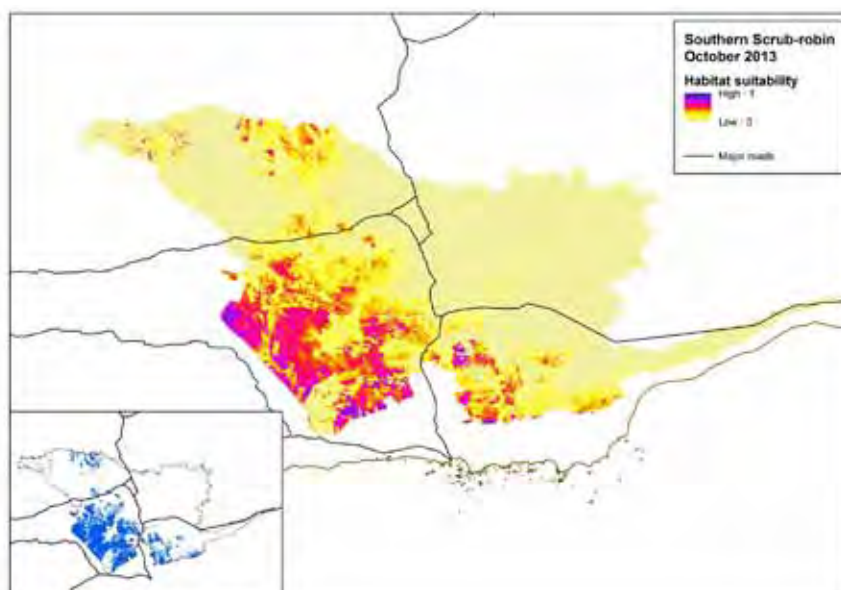 Southern Scrub-robin
October 2013
Habitat suitability
High : 1
Low : 0
Major roads